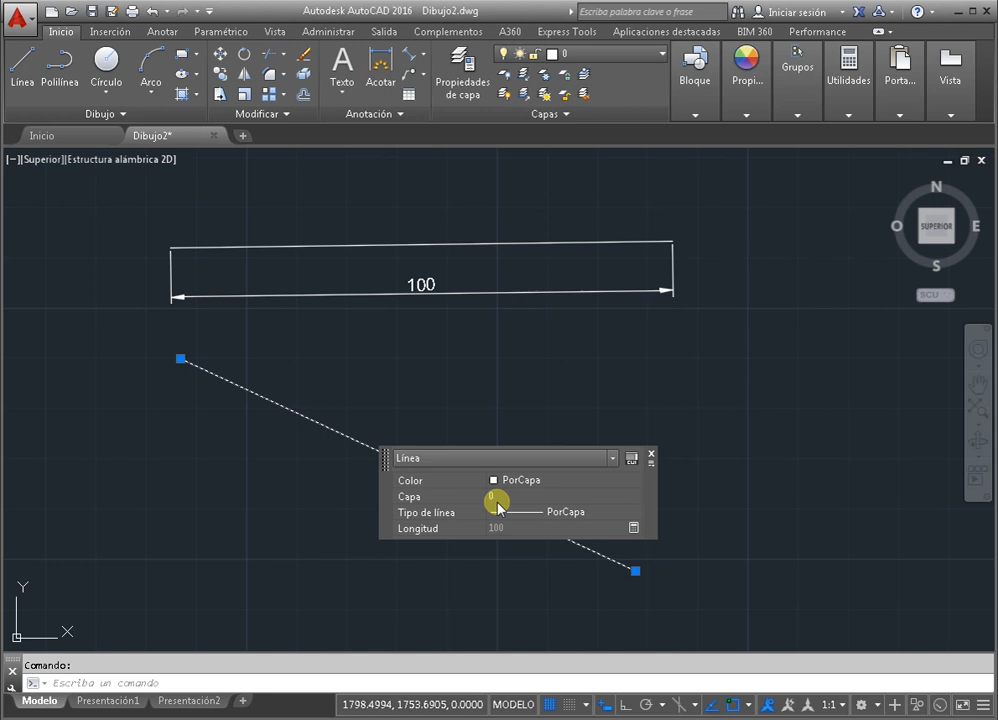 Autodesk AutoCAD 2016 Dibujo2.dwg
Escriba palabra clave o frase
Iniciar sesión
Inicio Inserción Anotar Paramétrico Vista Administrar Salida Complementos A360 Express Tools Aplicaciones destacadas BIM 360 Performance
Línea Polilínea Círculo Arco
Texto Acotar
Propiedades de capa
0
Bloque Propi... Grupos Utilidades Porta... Vista
Dibujo Modificar Anotación Capas
Inicio Dibujo2*
[−][Superior][Estructura alámbrica 2D]
N
O SUPERIOR E
S
SCU
100
Línea
CUI
Color PorCapa
Capa 0
Tipo de línea PorCapa
Longitud 100
Y
X
Comando:
Escriba un comando
Modelo Presentación1 Presentación2
1798.4994, 1753.6905, 0.0000 MODELO 1:1